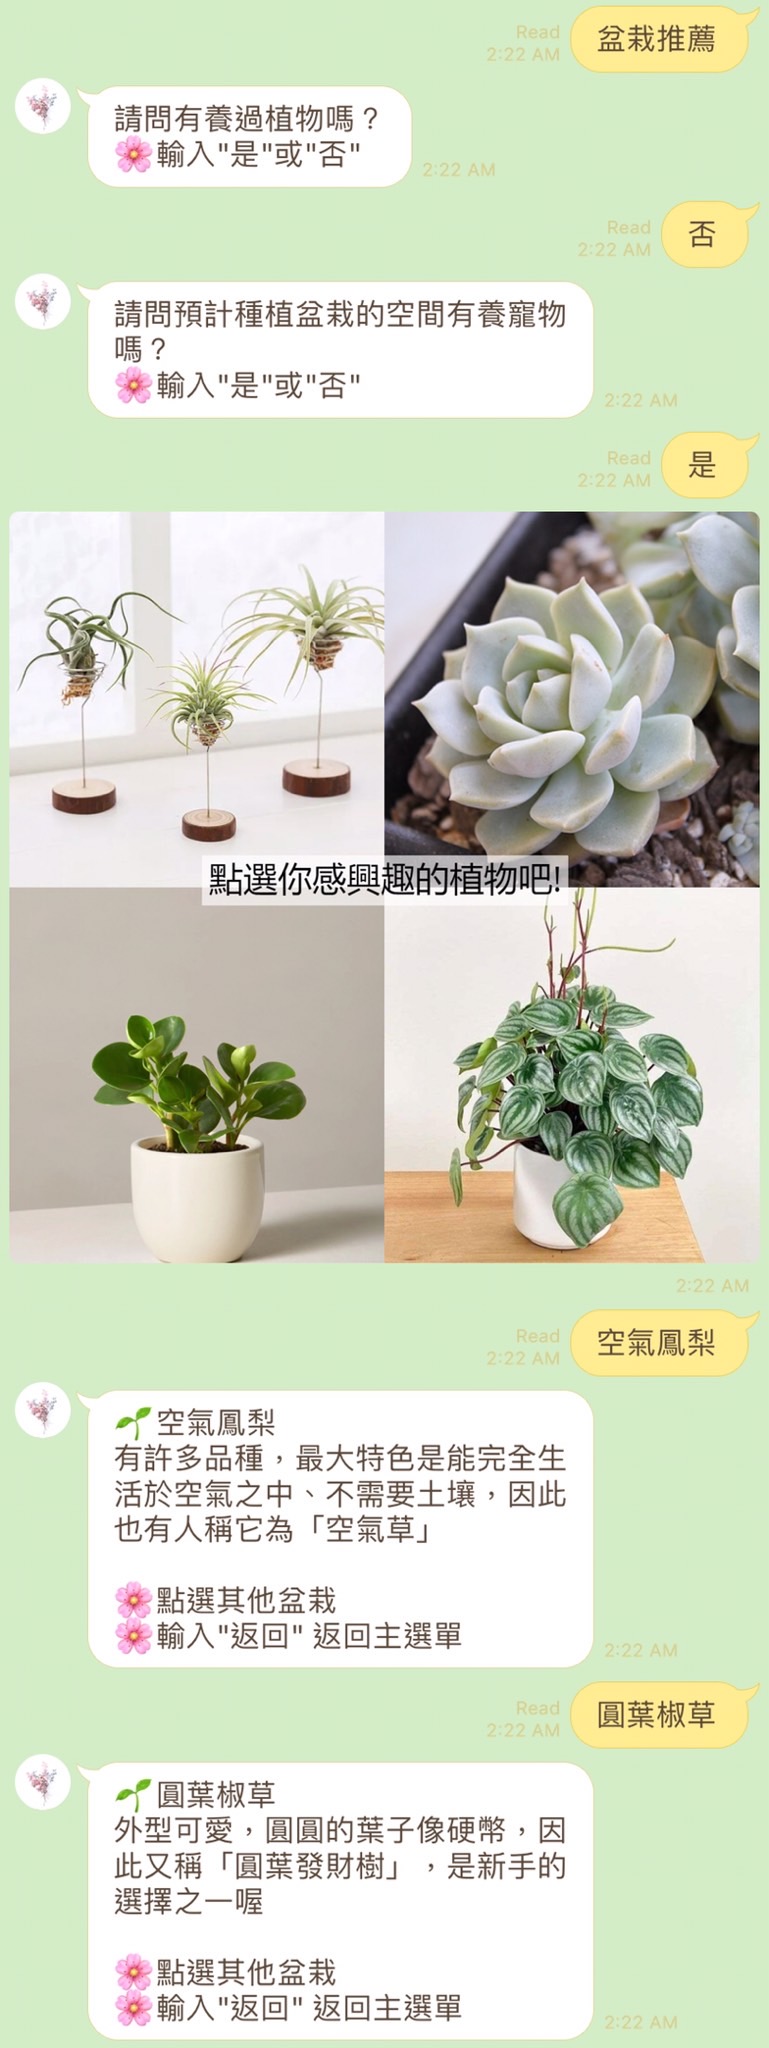 盆栽推薦
Read
2:22 AM
請問有養過植物嗎？
🌸輸入"是"或"否"
2:22 AM
否
Read
2:22 AM
請問預計種植盆栽的空間有養寵物
嗎？
🌸輸入"是"或"否"
2:22 AM
是
Read
2:22 AM
點選你感興趣的植物吧!
2:22 AM
空氣鳳梨
Read
2:22 AM
🌱空氣鳳梨
有許多品種，最大特色是能完全生
活於空氣之中、不需要土壤，因此
也有人稱它為「空氣草」
🌸點選其他盆栽
🌸輸入"返回" 返回主選單
2:22 AM
圓葉椒草
Read
2:22 AM
🌱圓葉椒草
外型可愛，圓圓的葉子像硬幣，因
此又稱「圓葉發財樹」，是新手的
選擇之一喔
🌸點選其他盆栽
🌸輸入"返回" 返回主選單
2:22 AM